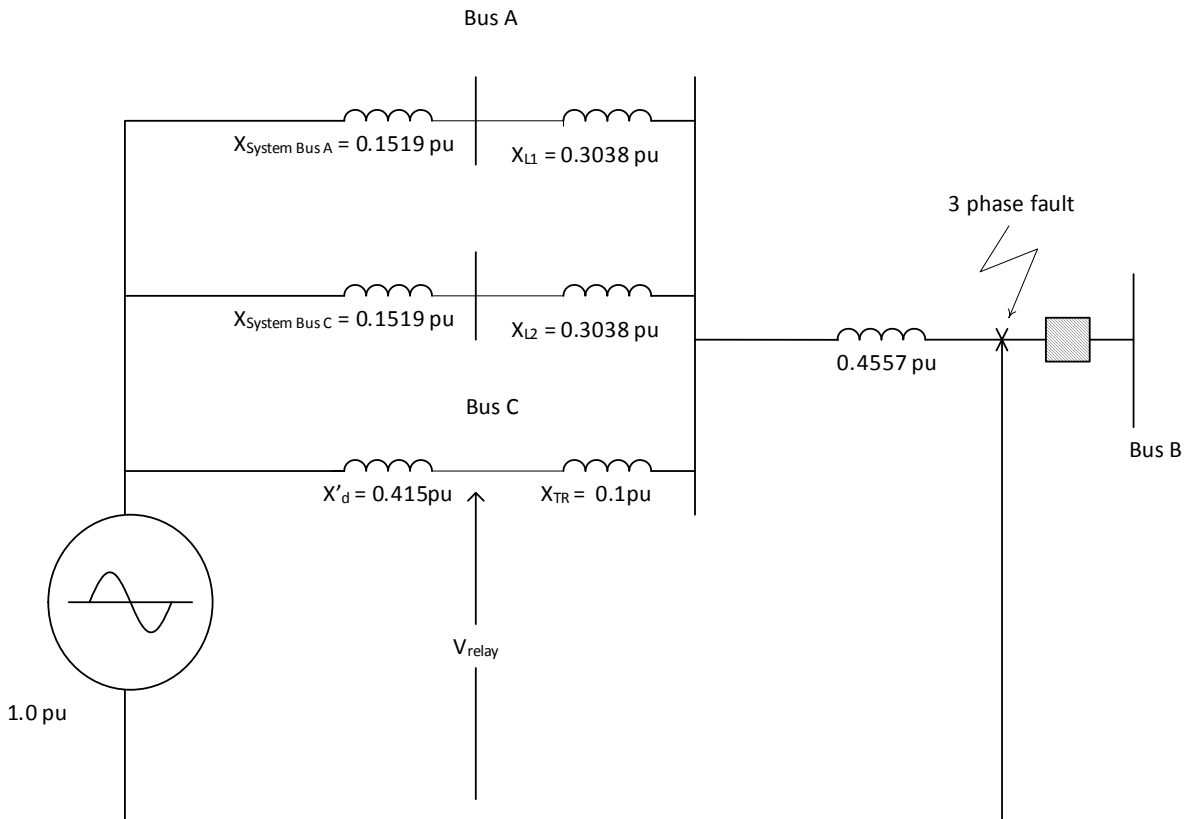 Bus A
X_System Bus A = 0.1519 pu
X_L1 = 0.3038 pu
3 phase fault
X_System Bus C = 0.1519 pu
X_L2 = 0.3038 pu
0.4557 pu
Bus C
Bus B
X'd = 0.415pu
X_TR = 0.1pu
V_relay
1.0 pu